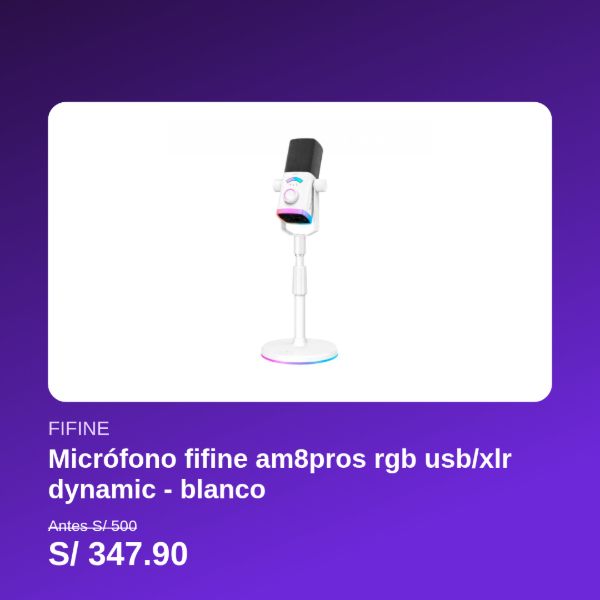 FIFINE
Micrófono fifine am8pros rgb usb/xlr
dynamic - blanco
Antes S/ 500
S/ 347.90